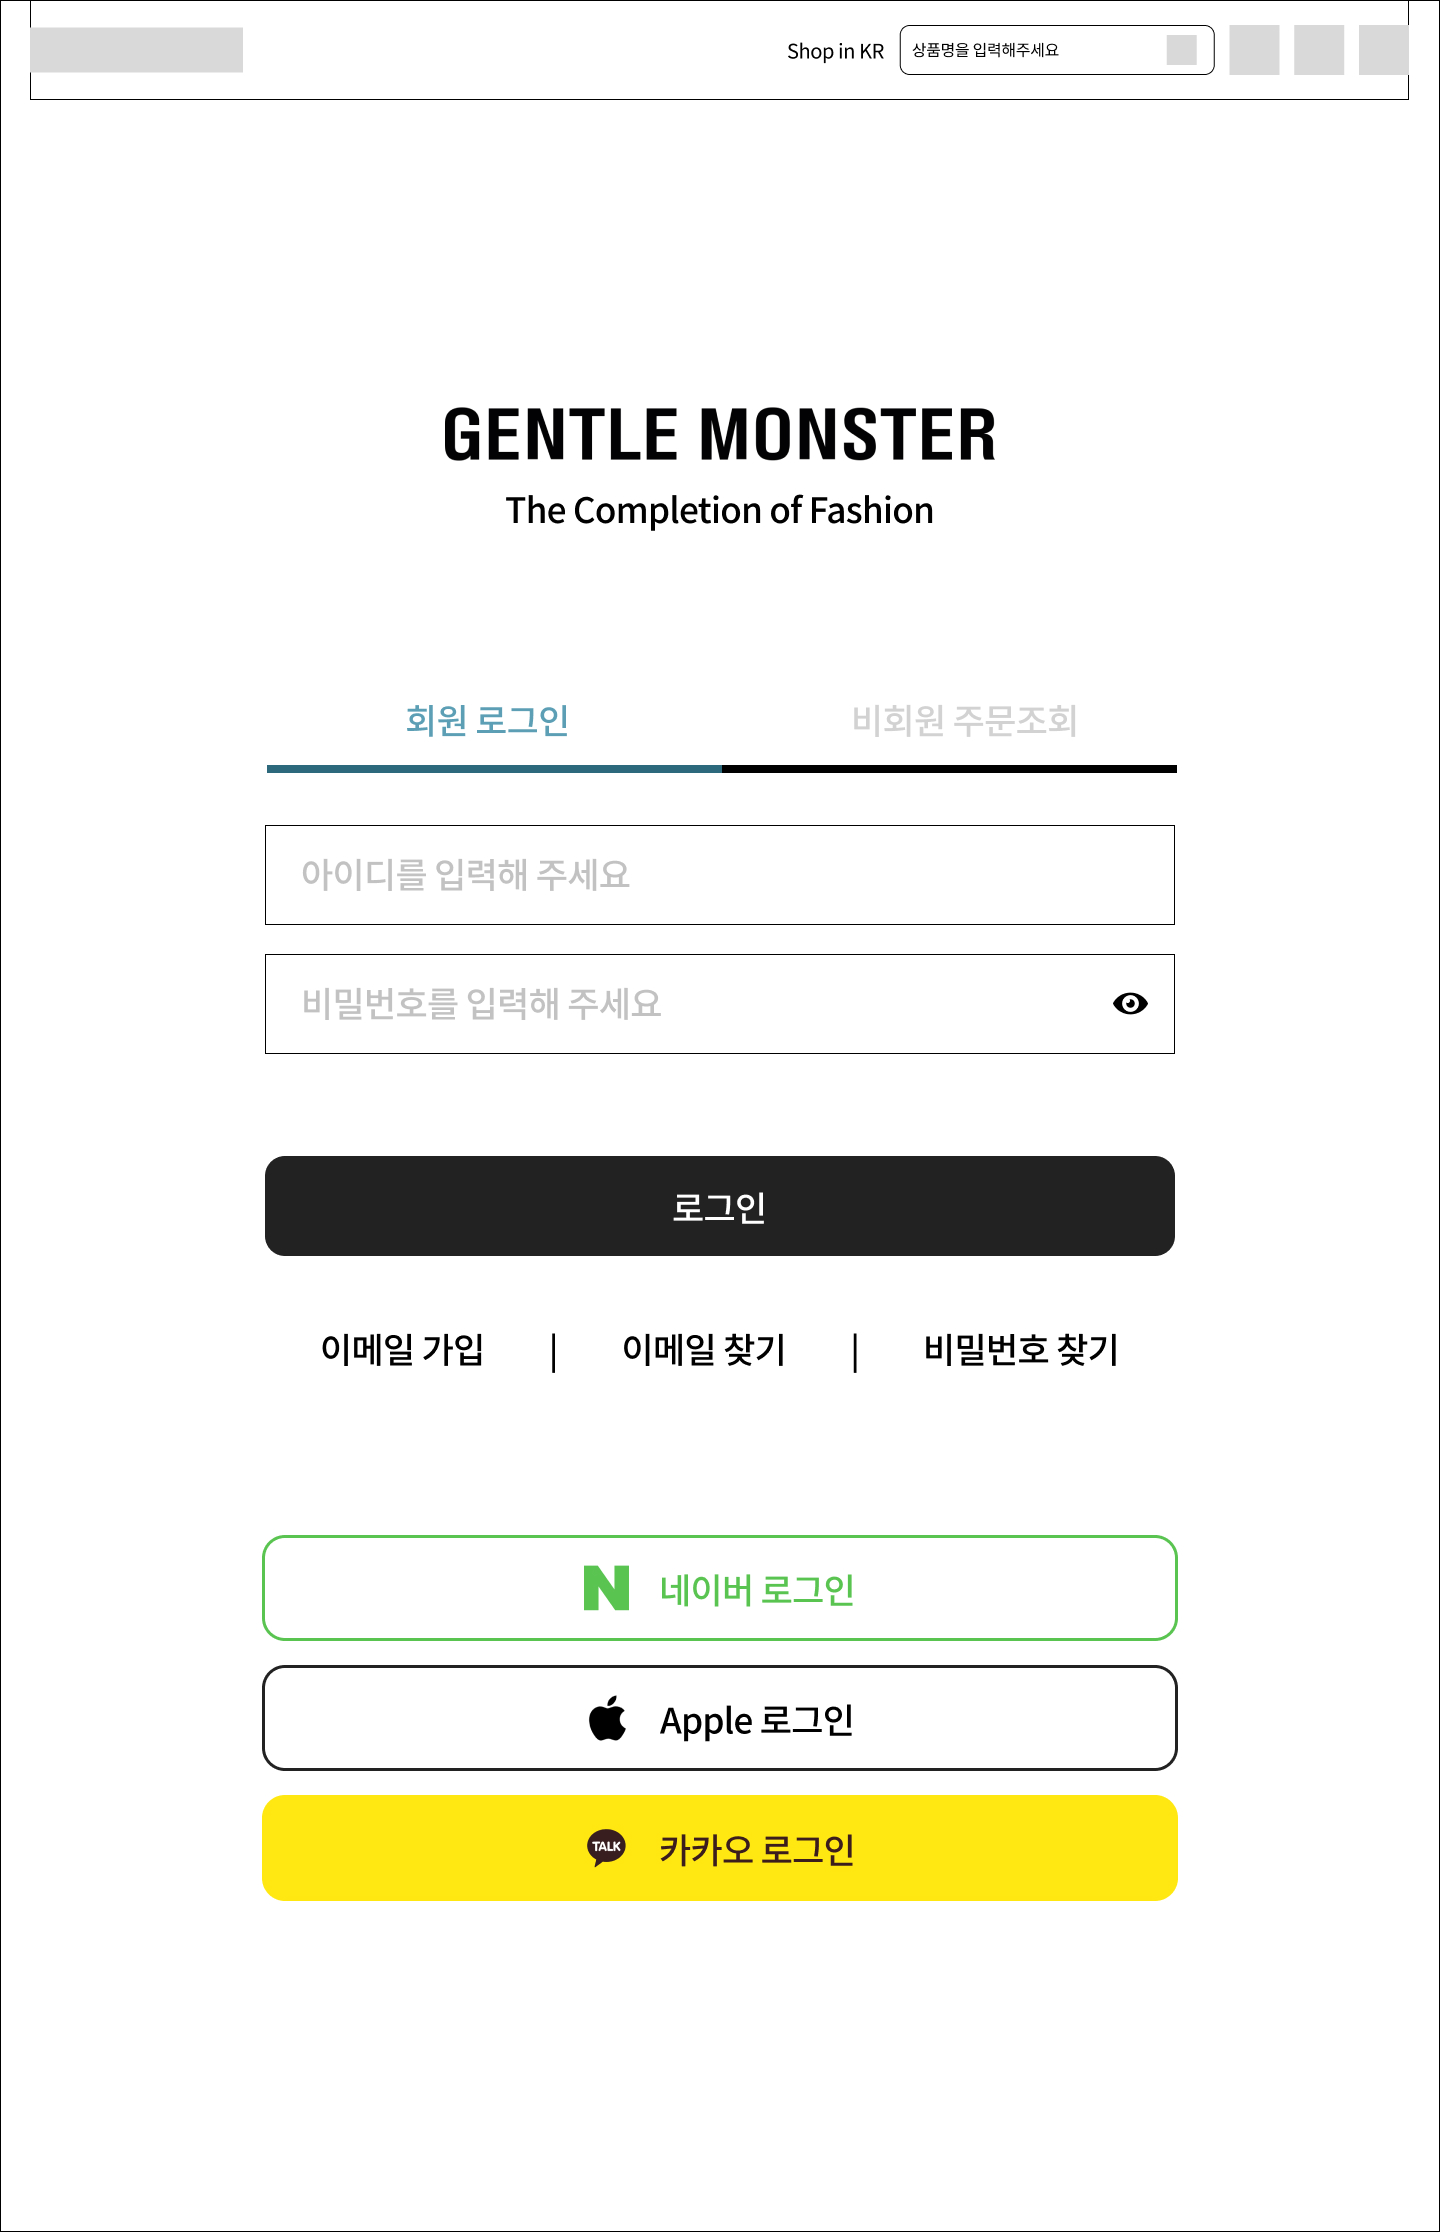 Shop in KR
상품명을 입력해주세요
GENTLE MONSTER
The Completion of Fashion
회원 로그인
비회원 주문조회
아이디를 입력해 주세요
비밀번호를 입력해 주세요
로그인
이메일 가입 | 이메일 찾기 | 비밀번호 찾기
N 네이버 로그인
Apple 로그인
TALK 카카오 로그인